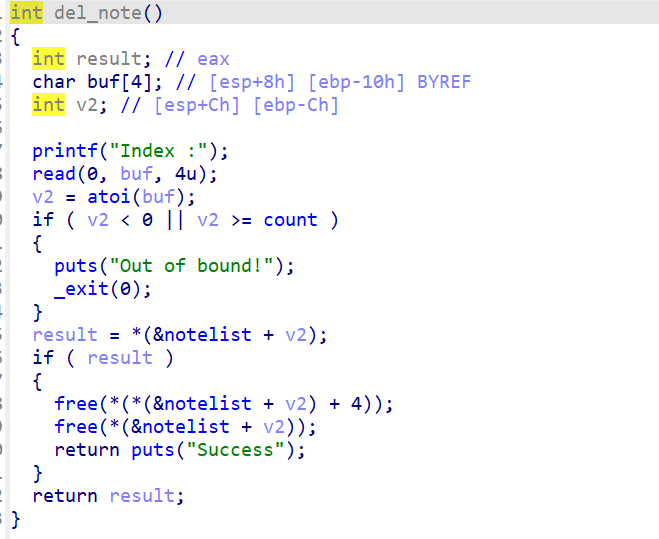 int del_note()
{
  int result; // eax
  char buf[4]; // [esp+8h] [ebp-10h] BYREF
  int v2; // [esp+Ch] [ebp-Ch]

  printf("Index :");
  read(0, buf, 4u);
  v2 = atoi(buf);
  if ( v2 < 0 || v2 >= count )
  {
    puts("Out of bound!");
    _exit(0);
  }
  result = *(&notelist + v2);
  if ( result )
  {
    free(*(*(&notelist + v2) + 4));
    free(*(&notelist + v2));
    return puts("Success");
  }
  return result;
}